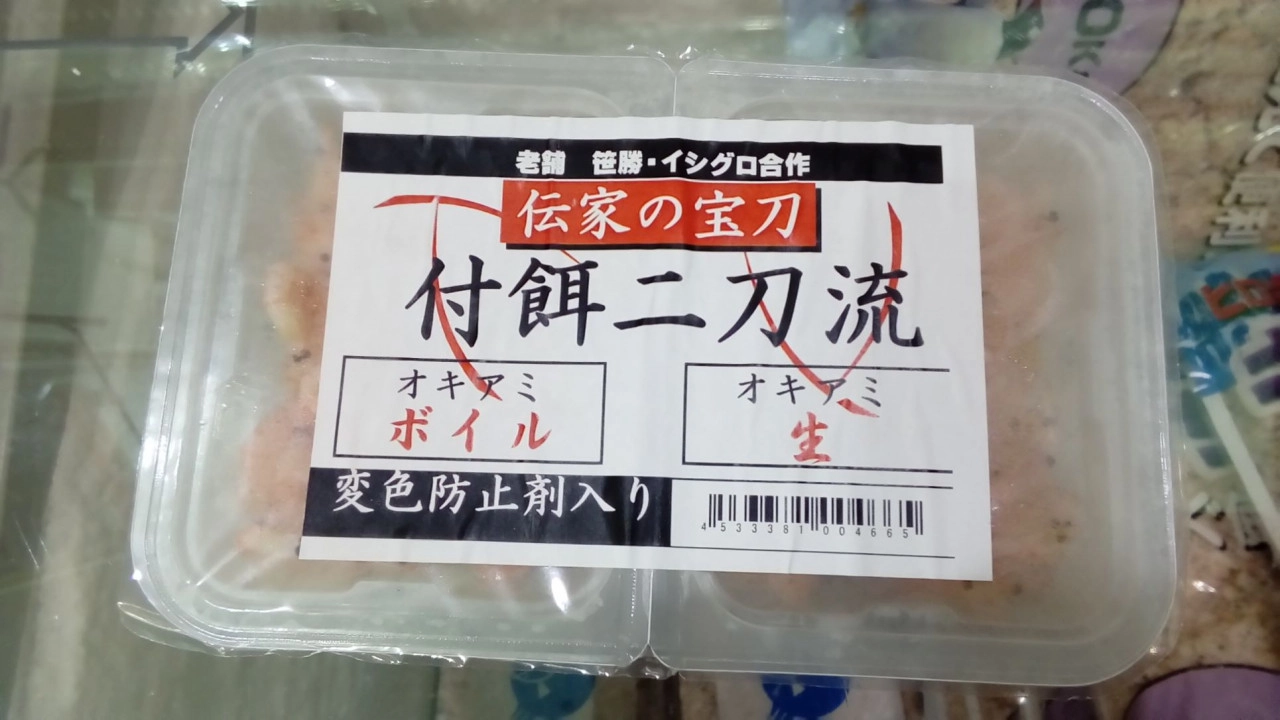 老舗 笹勝・イシグロ合作
伝家の宝刀
付餌二刀流
オキアミ
ボイル
オキアミ
生
変色防止剤入り
4533381004665